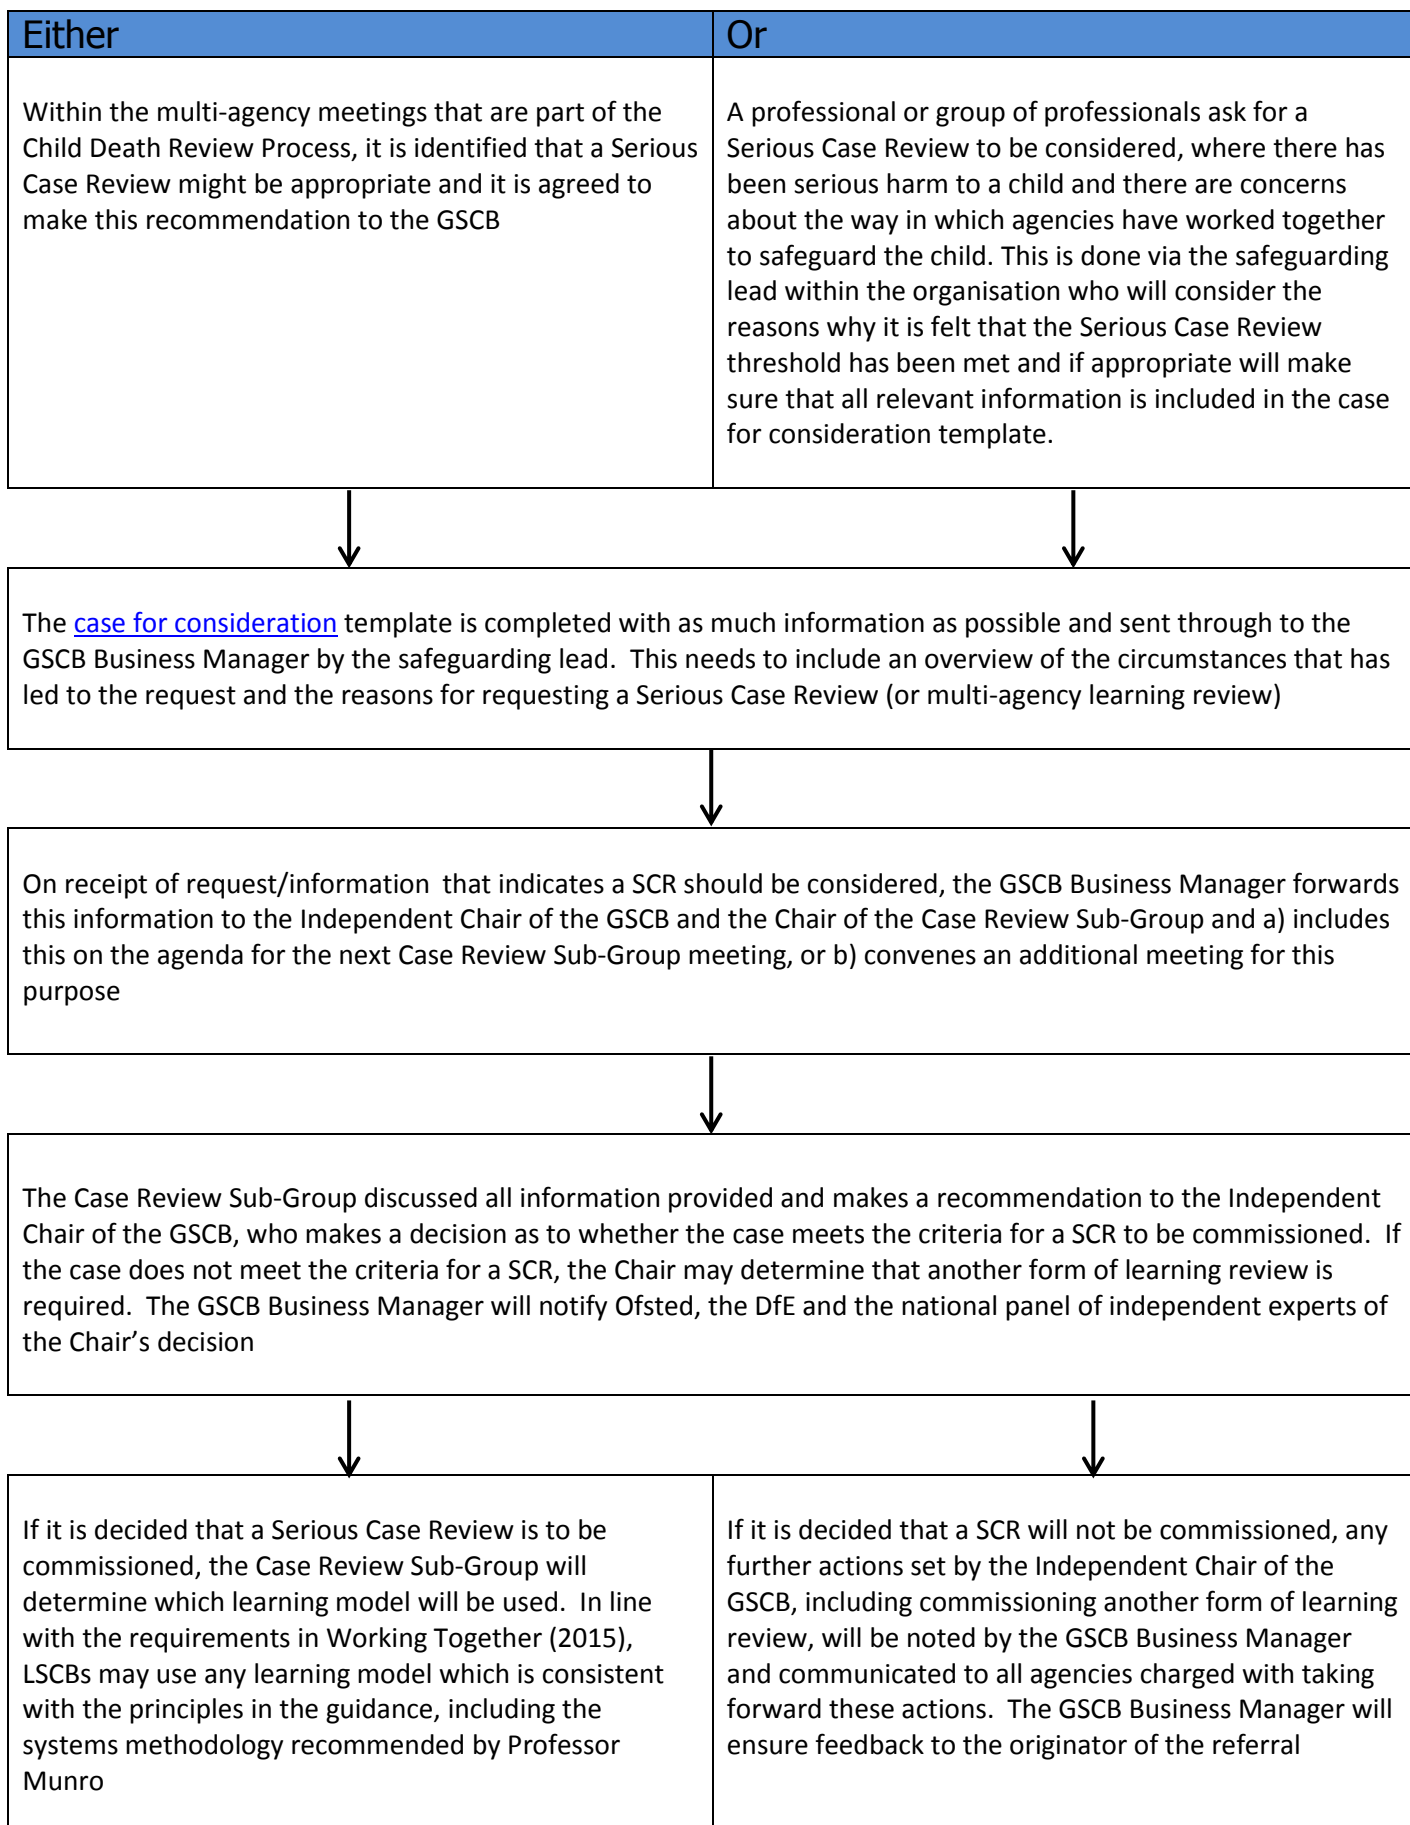 Either
Within the multi-agency meetings that are part of the
Child Death Review Process, it is identified that a Serious
Case Review might be appropriate and it is agreed to
make this recommendation to the GSCB
Or
A professional or group of professionals ask for a
Serious Case Review to be considered, where there has
been serious harm to a child and there are concerns
about the way in which agencies have worked together
to safeguard the child. This is done via the safeguarding
lead within the organisation who will consider the
reasons why it is felt that the Serious Case Review
threshold has been met and if appropriate will make
sure that all relevant information is included in the case
for consideration template.
The case for consideration template is completed with as much information as possible and sent through to the
GSCB Business Manager by the safeguarding lead.  This needs to include an overview of the circumstances that has
led to the request and the reasons for requesting a Serious Case Review (or multi-agency learning review)
On receipt of request/information  that indicates a SCR should be considered, the GSCB Business Manager forwards
this information to the Independent Chair of the GSCB and the Chair of the Case Review Sub-Group and a) includes
this on the agenda for the next Case Review Sub-Group meeting, or b) convenes an additional meeting for this
purpose
The Case Review Sub-Group discussed all information provided and makes a recommendation to the Independent
Chair of the GSCB, who makes a decision as to whether the case meets the criteria for a SCR to be commissioned.  If
the case does not meet the criteria for a SCR, the Chair may determine that another form of learning review is
required.  The GSCB Business Manager will notify Ofsted, the DfE and the national panel of independent experts of
the Chair’s decision
If it is decided that a Serious Case Review is to be
commissioned, the Case Review Sub-Group will
determine which learning model will be used.  In line
with the requirements in Working Together (2015),
LSCBs may use any learning model which is consistent
with the principles in the guidance, including the
systems methodology recommended by Professor
Munro
If it is decided that a SCR will not be commissioned, any
further actions set by the Independent Chair of the
GSCB, including commissioning another form of learning
review, will be noted by the GSCB Business Manager
and communicated to all agencies charged with taking
forward these actions.  The GSCB Business Manager will
ensure feedback to the originator of the referral